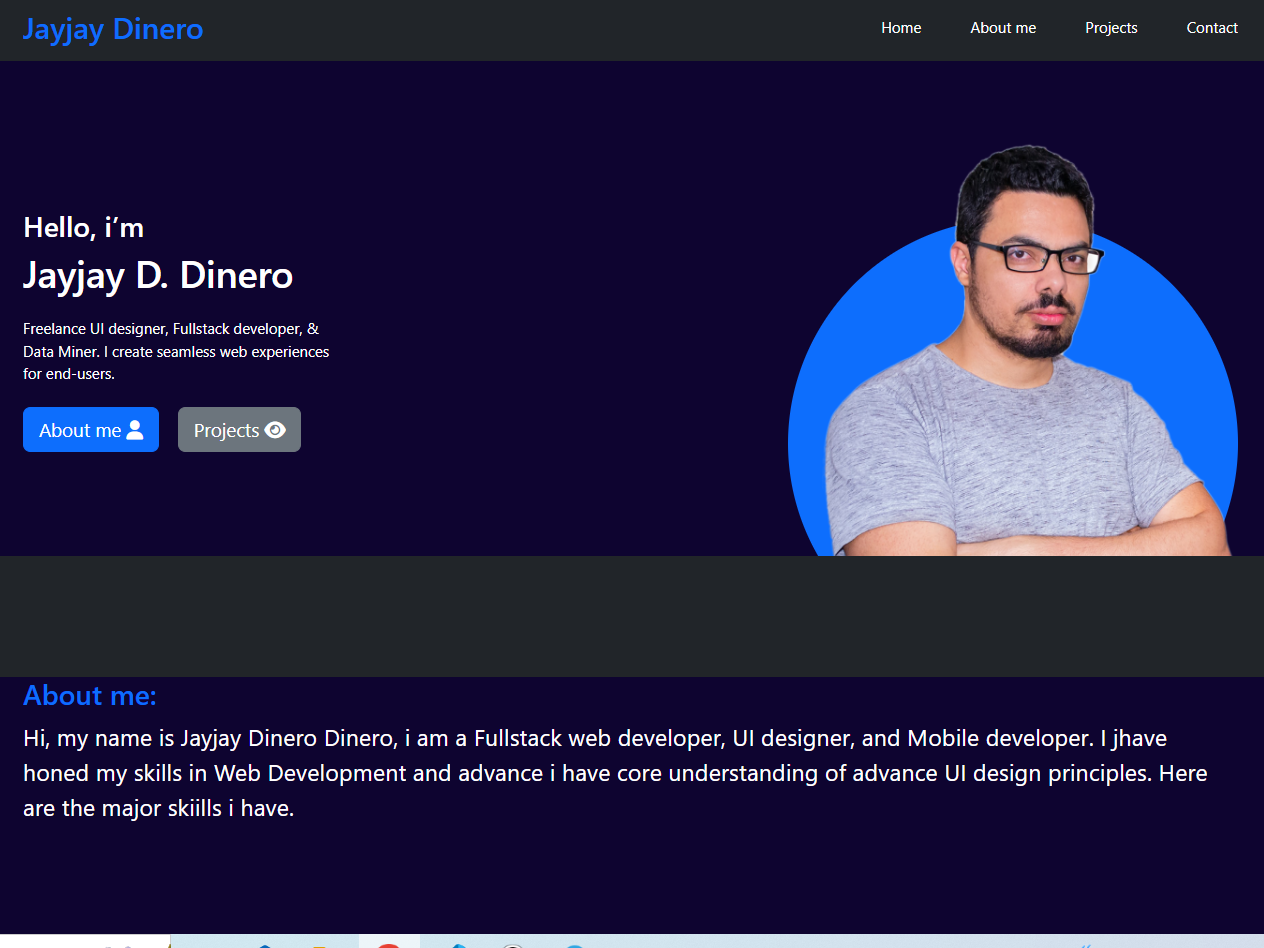 Jayjay Dinero
Home About me Projects Contact
Hello, i’m
Jayjay D. Dinero
Freelance UI designer, Fullstack developer, &
Data Miner. I create seamless web experiences
for end-users.
About me Projects
About me:
Hi, my name is Jayjay Dinero Dinero, i am a Fullstack web developer, UI designer, and Mobile developer. I jhave
honed my skills in Web Development and advance i have core understanding of advance UI design principles. Here
are the major skiills i have.